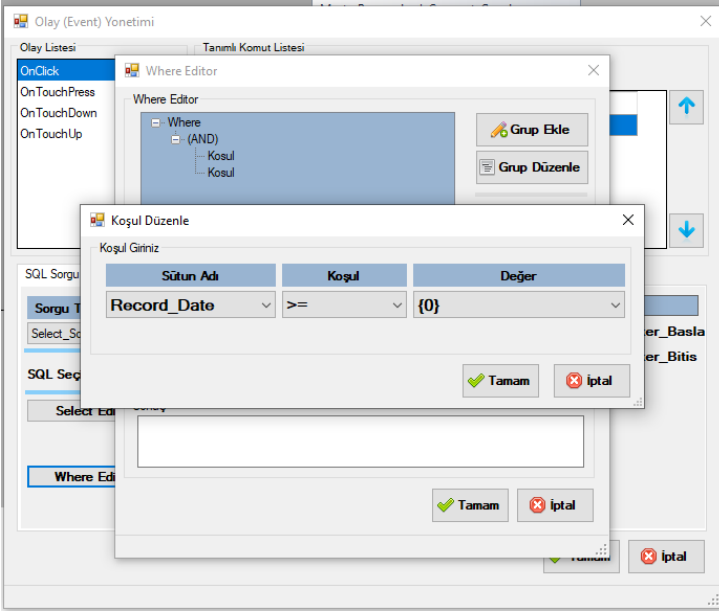 Olay (Event) Yonetimi
Olay Listesi
Tanımlı Komut Listesi
OnClick
OnTouchPress
OnTouchDown
OnTouchUp
Where Editor
Where Editor
Where
(AND)
Kosul
Kosul
Grup Ekle
Grup Düzenle
Koşul Düzenle
Koşul Giriniz
Sütun Adı
Koşul
Değer
Record_Date
>=
{0}
Tamam
İptal
SQL Sorgu
Sorgu T
Select_So
SQL Seç
Select Edi
Where Edi
er_Basla
er_Bitis
Tamam
İptal
İptal